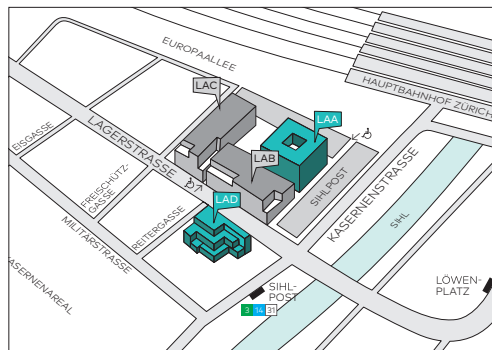 EUROPAALLEE
HAUPTBAHNHOF ZÜRICH
LAC
LAA
EISGASSE
LAGERSTRASSE
LAB
SIHLPOST
KASERNENSTRASSE
FREISCHÜTZ-
GASSE
SIHL
MILITÄRSTRASSE
REITERGASSE
LAD
KASERNENAREAL
SIHL-
POST
3 14 31
LÖWEN-
PLATZ